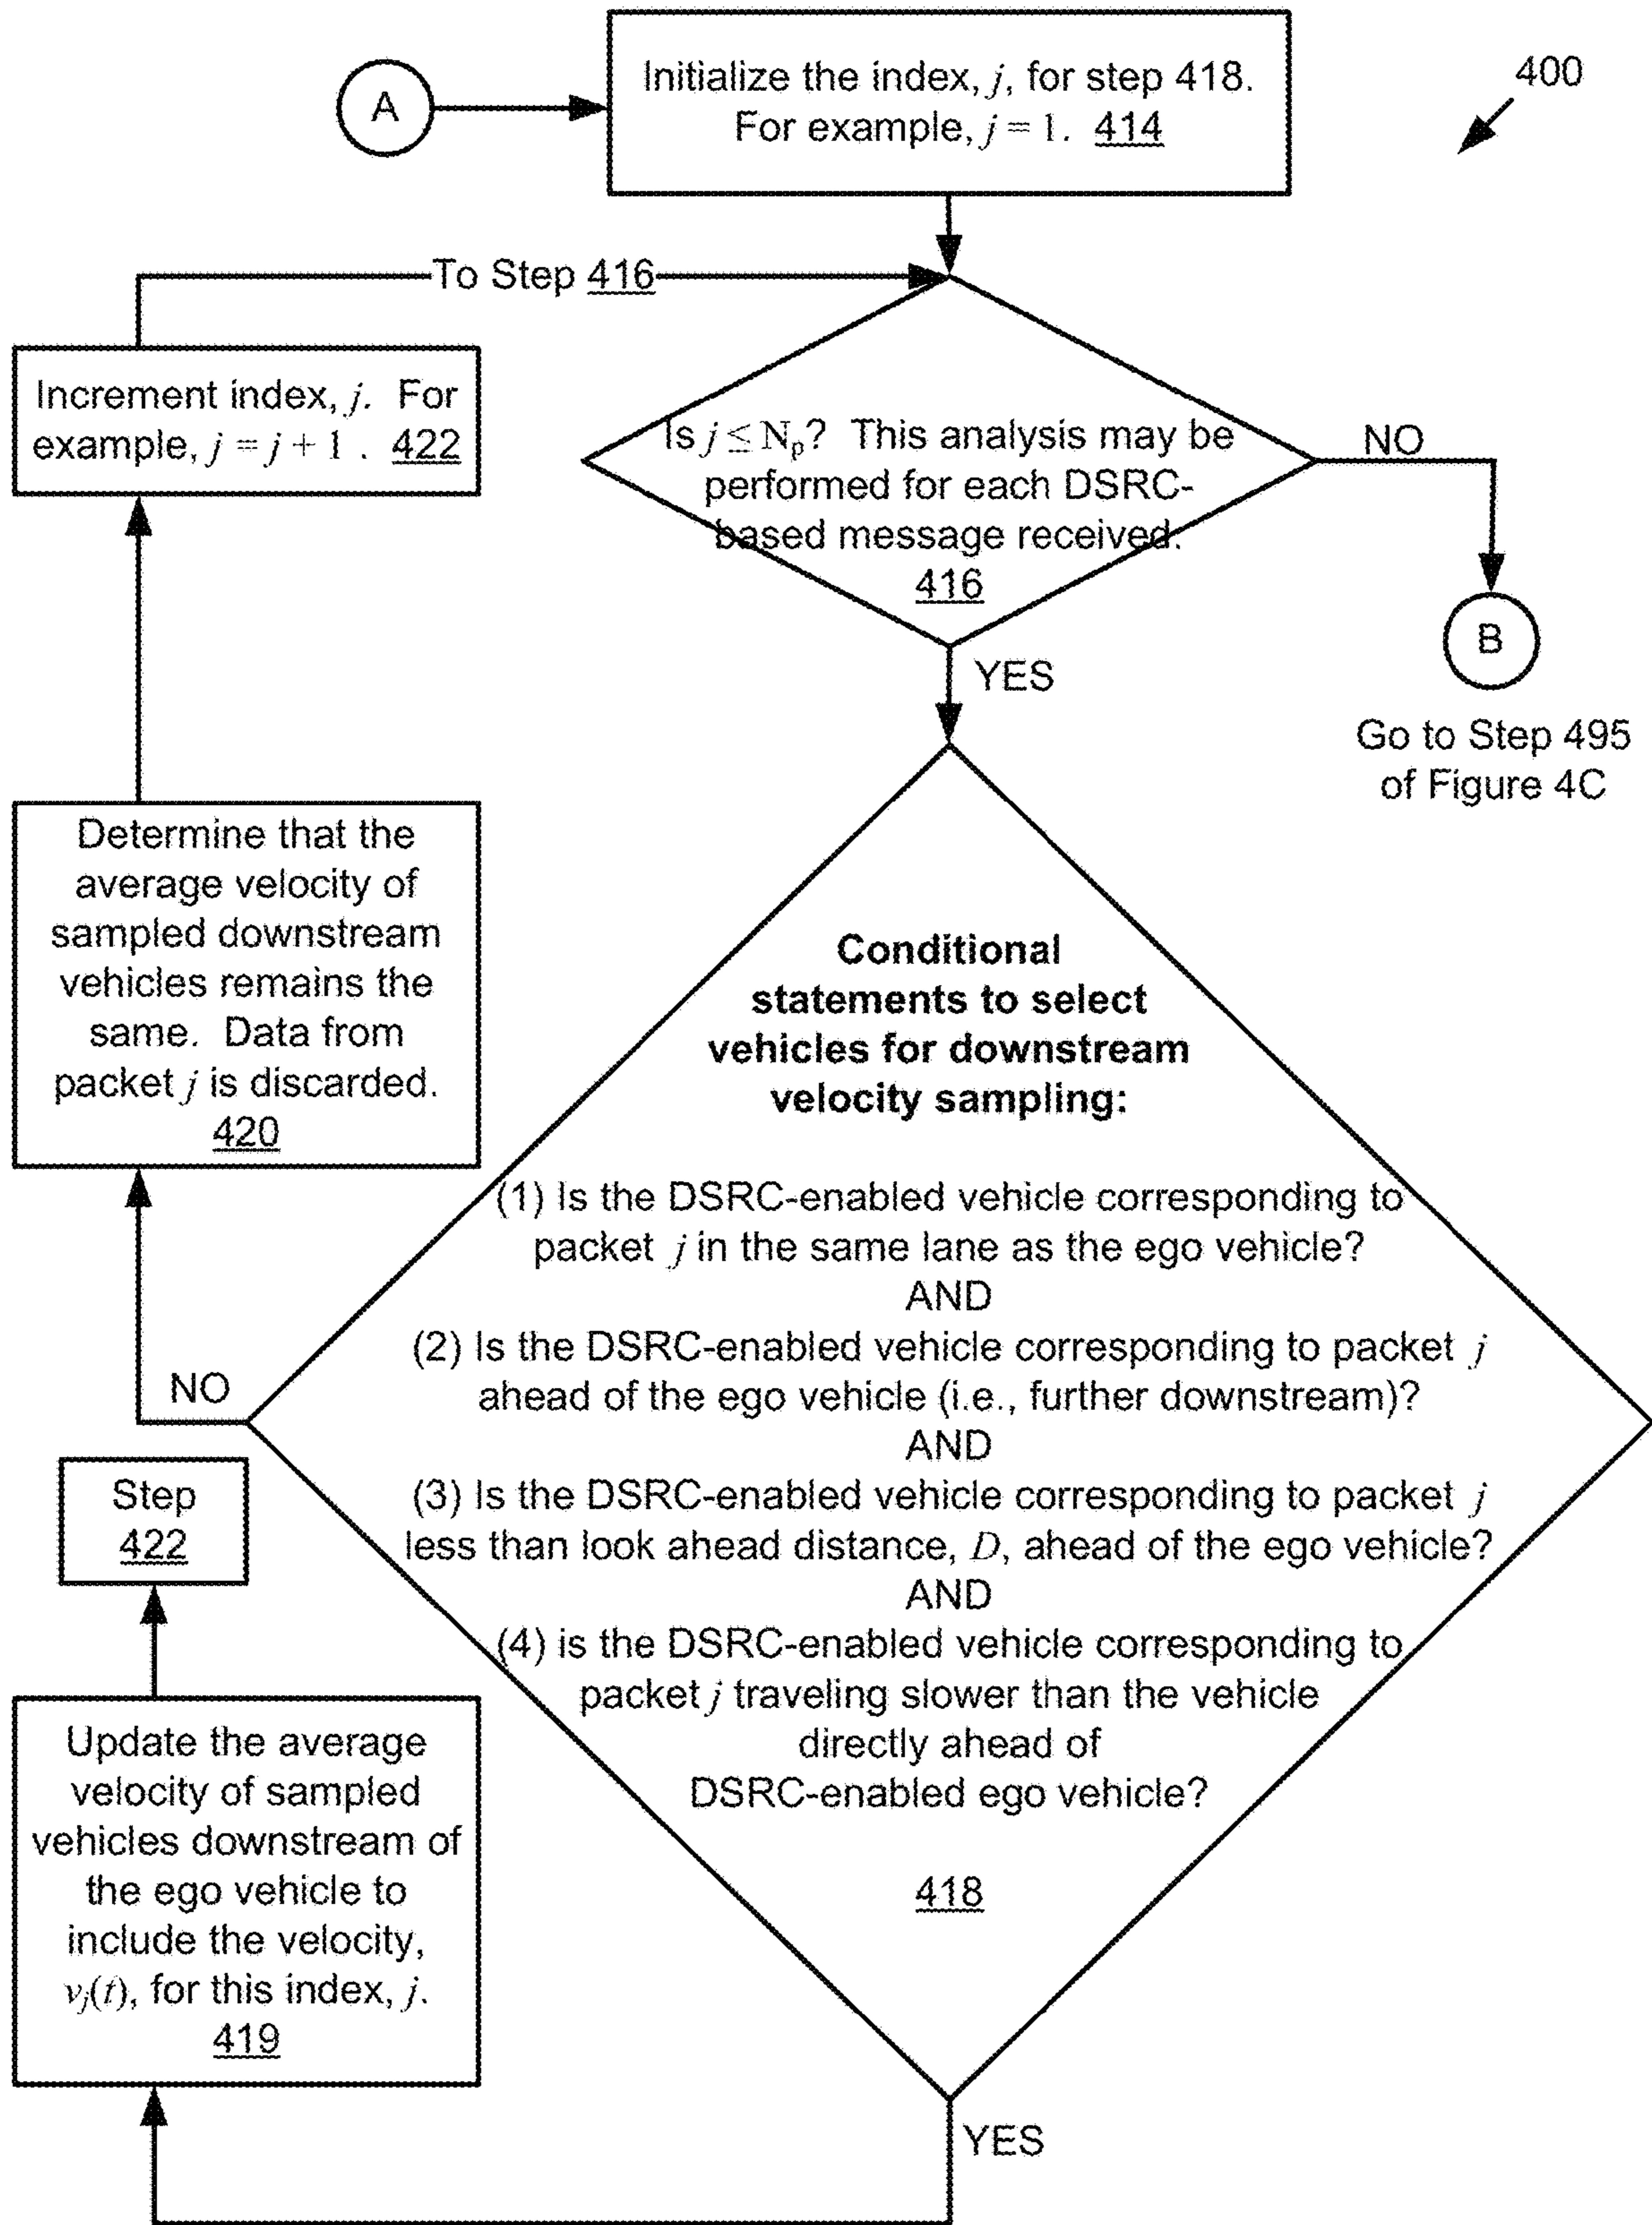 A
Initialize the index, j, for step 418.
For example, j = 1. 414
400
To Step 416
Increment index, j. For
example, j = j + 1 . 422
Is j ≤ Np? This analysis may be
performed for each DSRC-
based message received.
416
NO
B
Go to Step 495
of Figure 4C
YES
Determine that the
average velocity of
sampled downstream
vehicles remains the
same. Data from
packet j is discarded.
420
NO
Conditional
statements to select
vehicles for downstream
velocity sampling:
(1) Is the DSRC-enabled vehicle corresponding to
packet j in the same lane as the ego vehicle?
AND
(2) Is the DSRC-enabled vehicle corresponding to packet j
ahead of the ego vehicle (i.e., further downstream)?
AND
(3) Is the DSRC-enabled vehicle corresponding to packet j
less than look ahead distance, D, ahead of the ego vehicle?
AND
(4) is the DSRC-enabled vehicle corresponding to
packet j traveling slower than the vehicle
directly ahead of
DSRC-enabled ego vehicle?
418
Step
422
Update the average
velocity of sampled
vehicles downstream of
the ego vehicle to
include the velocity,
vj(t), for this index, j.
419
YES